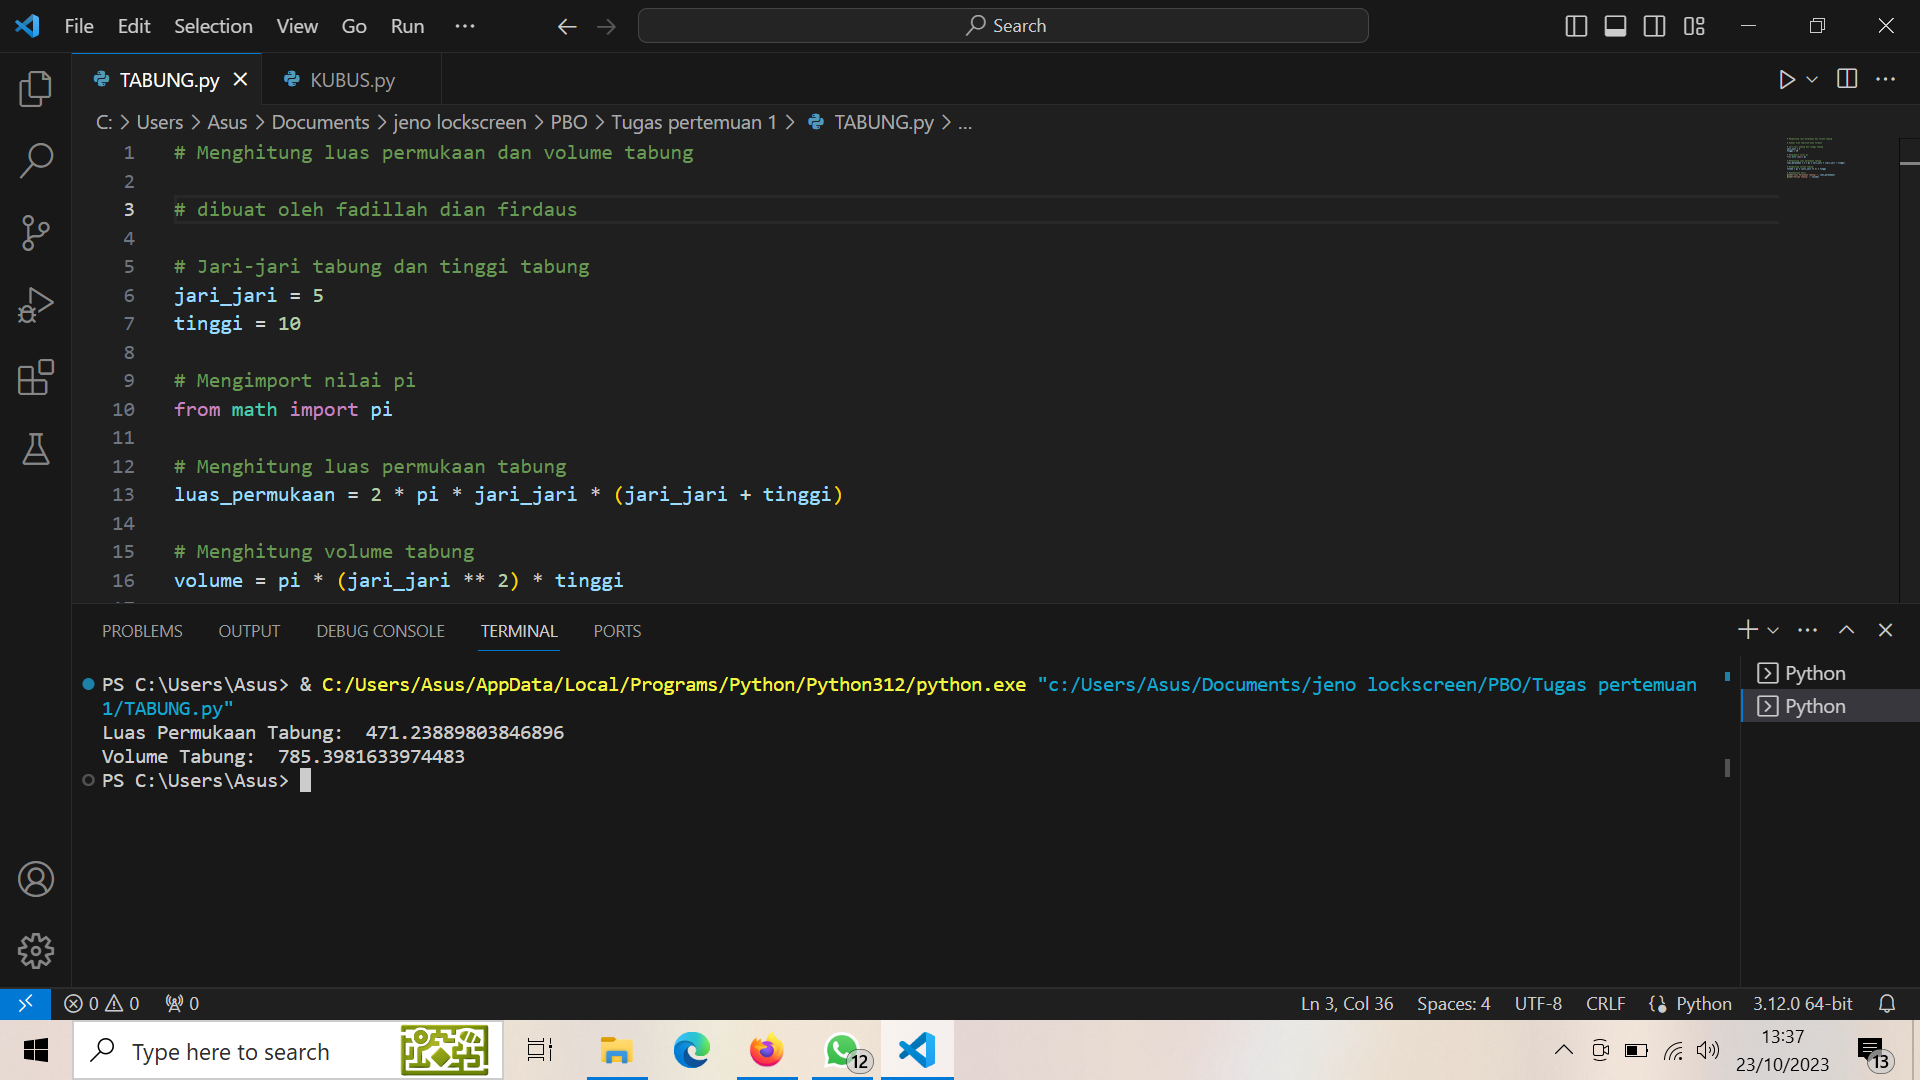 File Edit Selection View Go Run ... Search
TABUNG.py KUBUS.py
C: > Users > Asus > Documents > jeno lockscreen > PBO > Tugas pertemuan 1 > TABUNG.py > ...
1 # Menghitung luas permukaan dan volume tabung
2
3 # dibuat oleh fadillah dian firdaus
4
5 # Jari-jari tabung dan tinggi tabung
6 jari_jari = 5
7 tinggi = 10
8
9 # Mengimport nilai pi
10 from math import pi
11
12 # Menghitung luas permukaan tabung
13 luas_permukaan = 2 * pi * jari_jari * (jari_jari + tinggi)
14
15 # Menghitung volume tabung
16 volume = pi * (jari_jari ** 2) * tinggi
PROBLEMS OUTPUT DEBUG CONSOLE TERMINAL PORTS
PS C:\Users\Asus> & C:/Users/Asus/AppData/Local/Programs/Python/Python312/python.exe "c:/Users/Asus/Documents/jeno lockscreen/PBO/Tugas pertemuan
1/TABUNG.py"
Luas Permukaan Tabung:  471.23889803846896
Volume Tabung:  785.3981633974483
PS C:\Users\Asus>
Python
Python
0 0 0 Ln 3, Col 36 Spaces: 4 UTF-8 CRLF {} Python 3.12.0 64-bit
Type here to search 12 13:37 13
23/10/2023